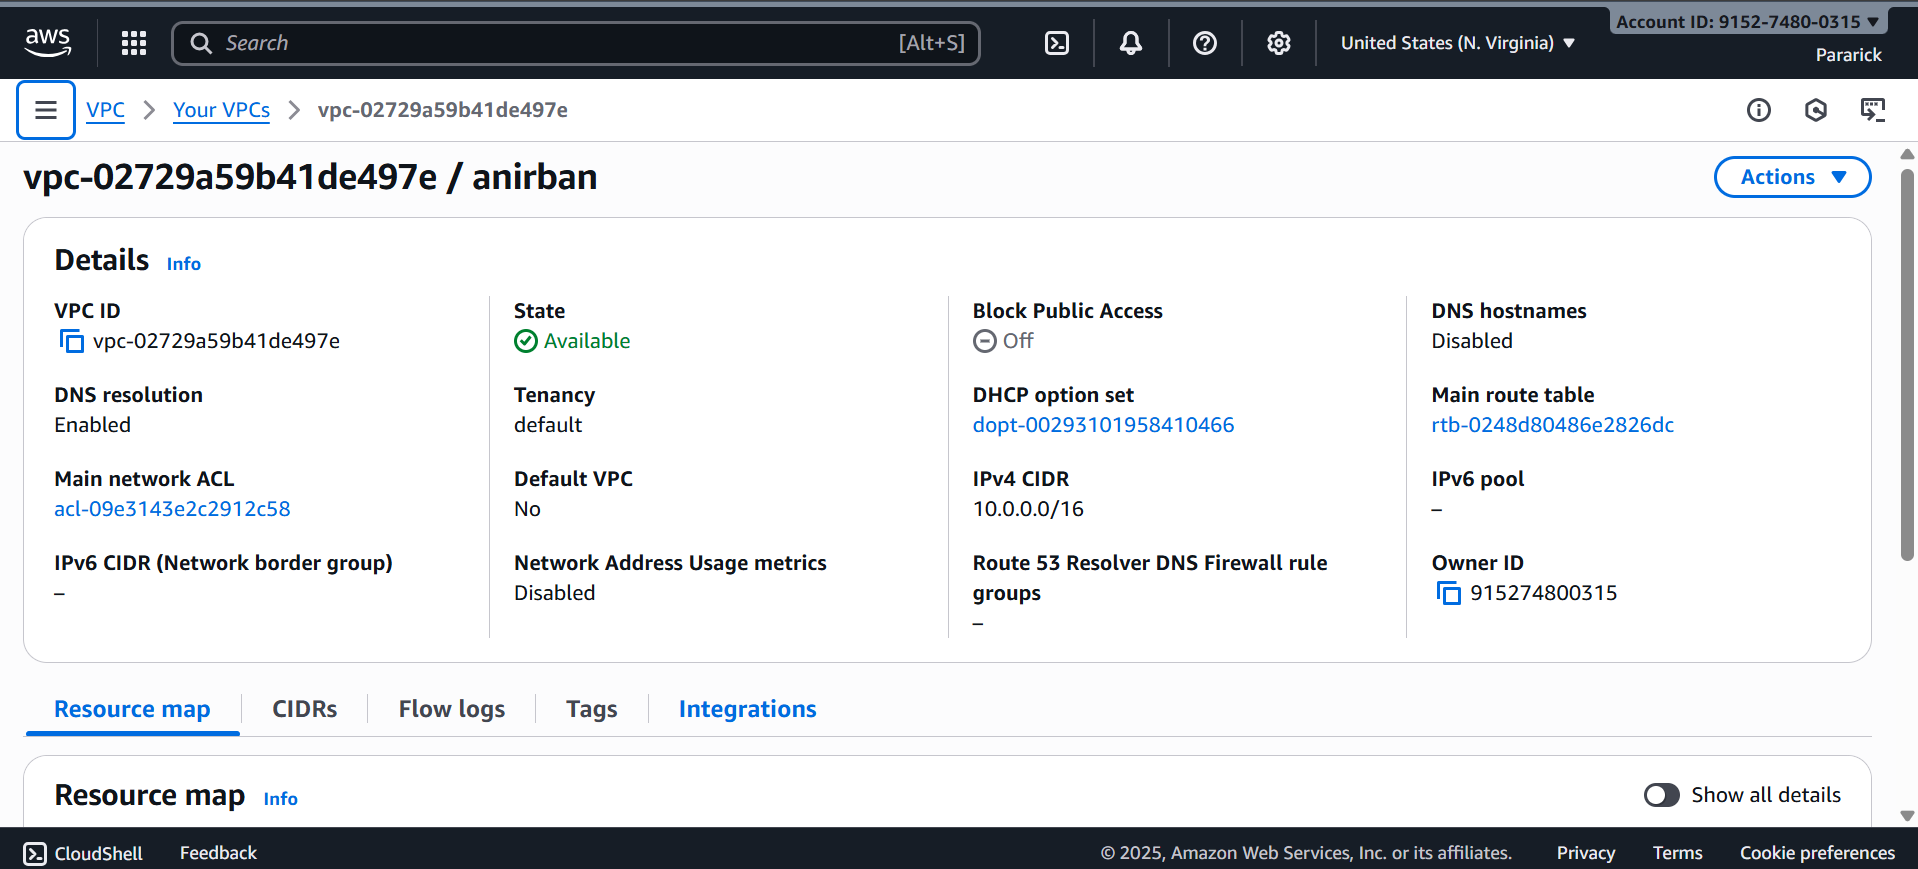 aws
Search [Alt+S]
United States (N. Virginia)
Account ID: 9152-7480-0315
Pararick
VPC
Your VPCs
vpc-02729a59b41de497e
vpc-02729a59b41de497e / anirban
Actions
Details Info
VPC ID
vpc-02729a59b41de497e
State
Available
Block Public Access
Off
DNS hostnames
Disabled
DNS resolution
Enabled
Tenancy
default
DHCP option set
dopt-00293101958410466
Main route table
rtb-0248d80486e2826dc
Main network ACL
acl-09e3143e2c2912c58
Default VPC
No
IPv4 CIDR
10.0.0.0/16
IPv6 pool
–
IPv6 CIDR (Network border group)
–
Network Address Usage metrics
Disabled
Route 53 Resolver DNS Firewall rule
groups
–
Owner ID
915274800315
Resource map
CIDRs
Flow logs
Tags
Integrations
Resource map Info
Show all details
CloudShell
Feedback
© 2025, Amazon Web Services, Inc. or its affiliates.
Privacy
Terms
Cookie preferences